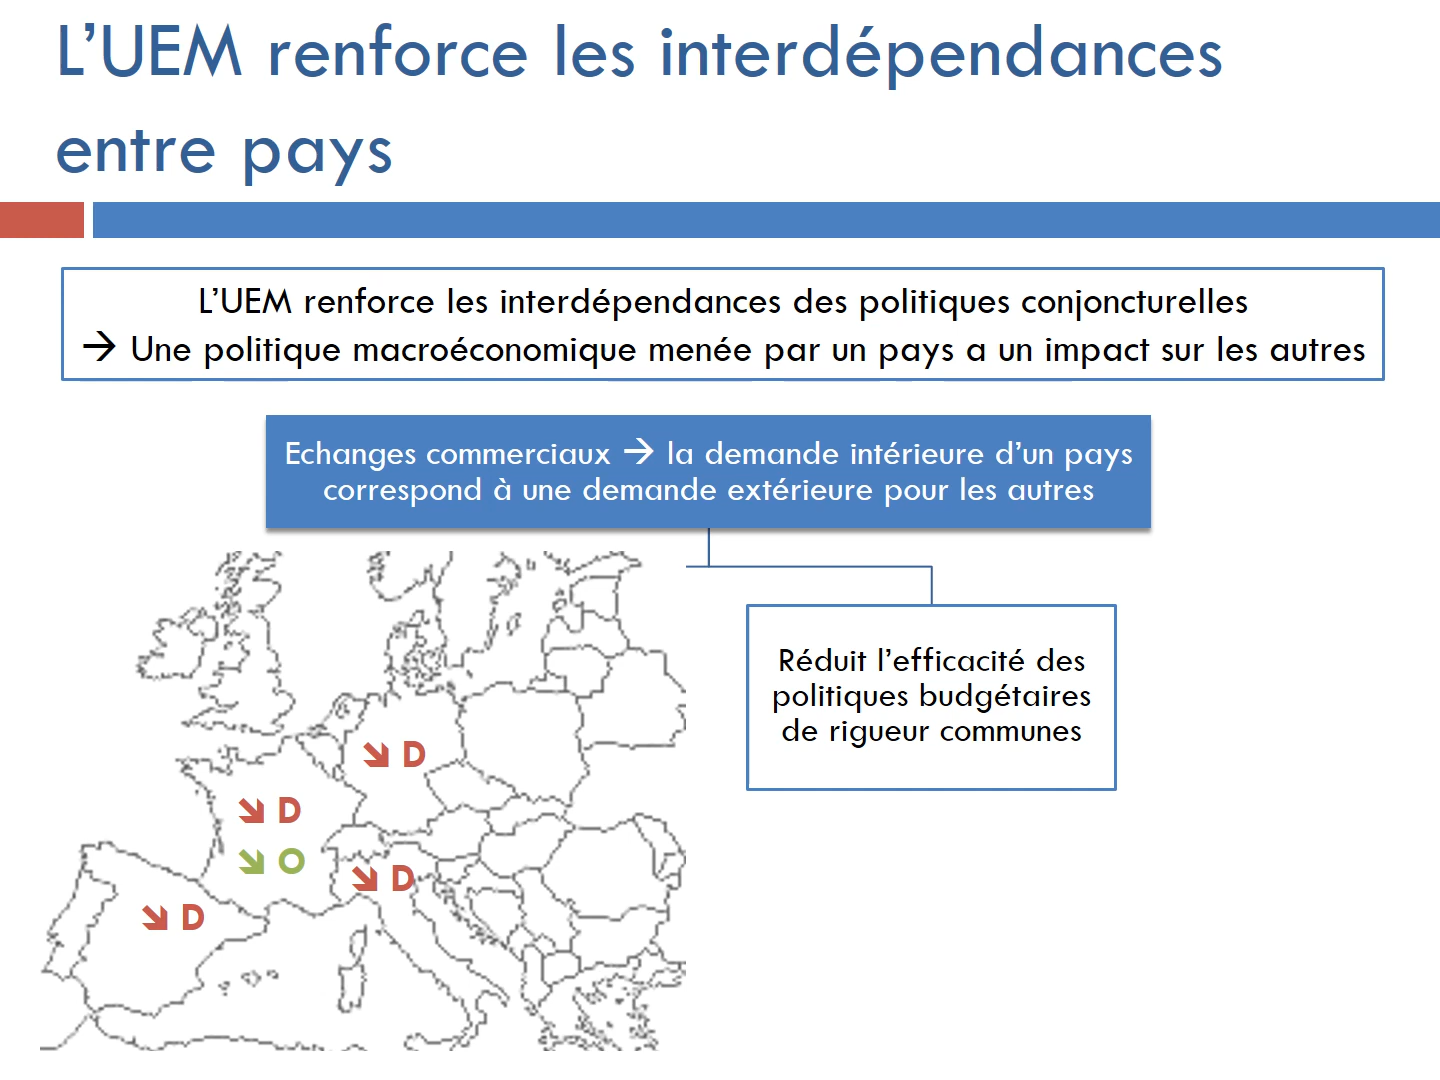 L’UEM renforce les interdépendances
entre pays
L’UEM renforce les interdépendances des politiques conjoncturelles
→ Une politique macroéconomique menée par un pays a un impact sur les autres
Echanges commerciaux → la demande intérieure d’un pays
correspond à une demande extérieure pour les autres
Réduit l’efficacité des
politiques budgétaires
de rigueur communes
↘ D
↘ D
↘ O
↘ D
↘ D